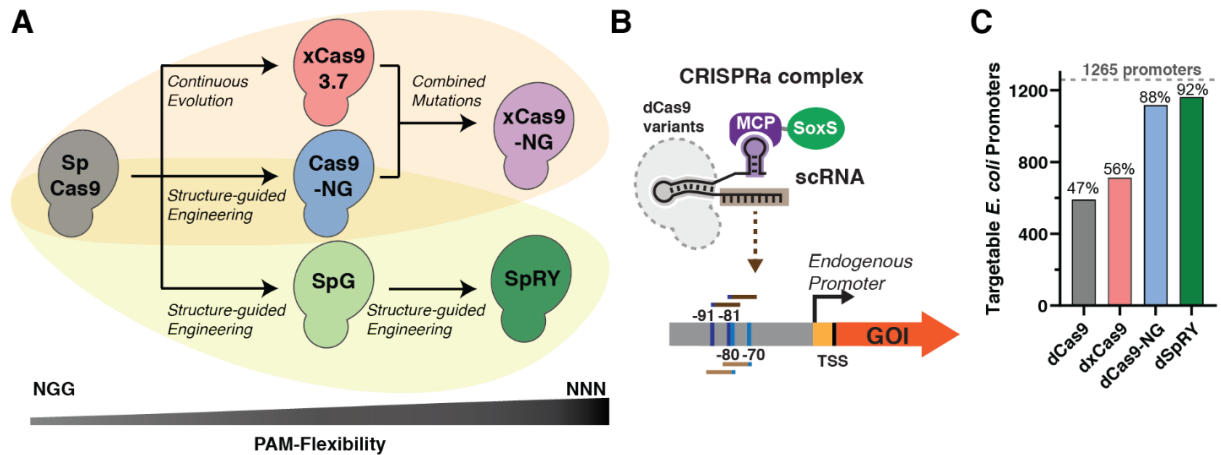 A
xCas9
3.7
Continuous
Evolution
Combined
Mutations
xCas9
-NG
Sp
Cas9
Cas9
-NG
Structure-guided
Engineering
SpG
SpRY
Structure-guided
Engineering
Structure-guided
Engineering
NGG
NNN
PAM-Flexibility
B
CRISPRa complex
dCas9
variants
MCP
SoxS
scRNA
Endogenous
Promoter
-91 -81
GOI
-80 -70
TSS
C
1265 promoters
Targetable E. coli Promoters
1200
900
600
300
0
47%
56%
88%
92%
dCas9
dxCas9
dCas9-NG
dSpRY